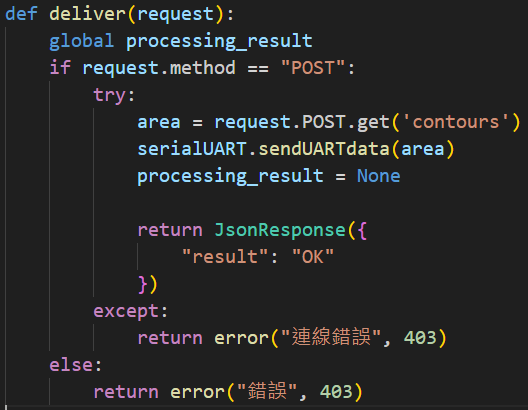 def deliver(request):
    global processing_result
    if request.method == "POST":
        try:
            area = request.POST.get('contours')
            serialUART.sendUARTdata(area)
            processing_result = None

            return JsonResponse({
                "result": "OK"
            })
        except:
            return error("連線錯誤", 403)
    else:
        return error("錯誤", 403)